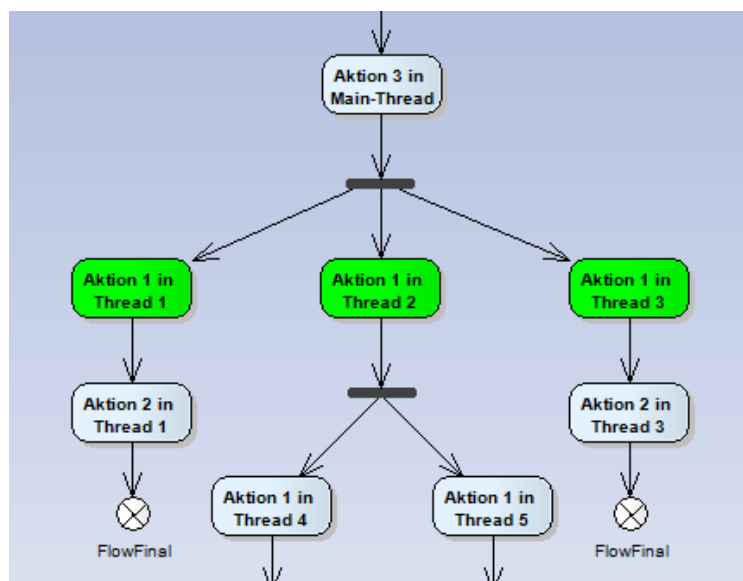 Aktion 3 in
Main-Thread
Aktion 1 in
Thread 1
Aktion 1 in
Thread 2
Aktion 1 in
Thread 3
Aktion 2 in
Thread 1
Aktion 2 in
Thread 3
Aktion 1 in
Thread 4
Aktion 1 in
Thread 5
FlowFinal
FlowFinal